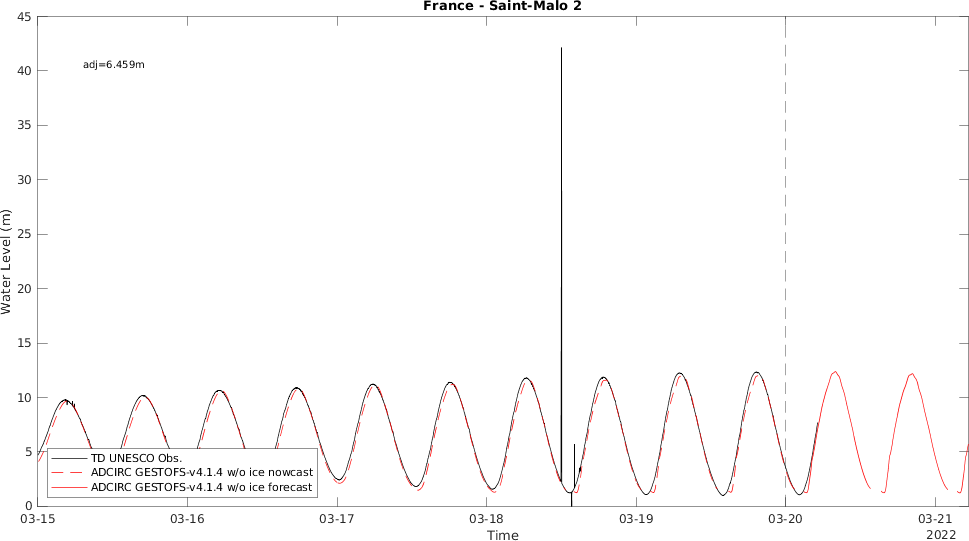 France - Saint-Malo 2
45
40
35
30
25
20
15
10
5
0
adj=6.459m
Water Level (m)
TD UNESCO Obs.
ADCIRC GESTOFS-v4.1.4 w/o ice nowcast
ADCIRC GESTOFS-v4.1.4 w/o ice forecast
03-15 03-16 03-17 03-18 03-19 03-20 03-21
Time
2022